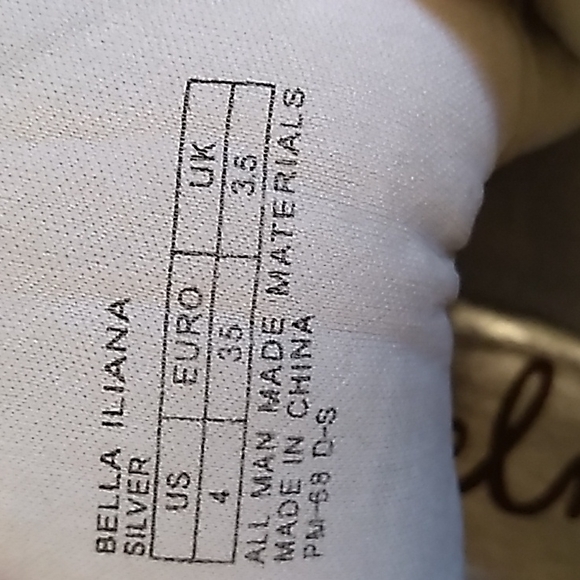 BELLA ILIANA
SILVER
US EURO UK
4 35 3.5
ALL MAN MADE MATERIALS
MADE IN CHINA
PM-68 D-S